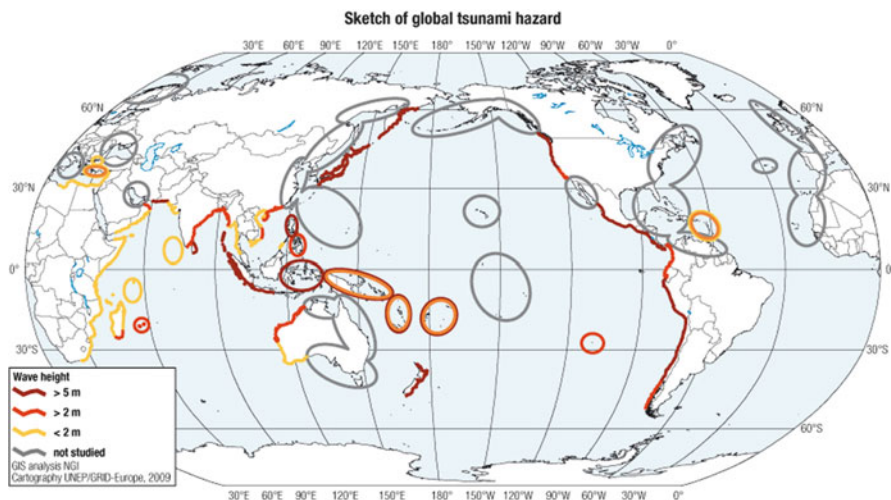 Sketch of global tsunami hazard
30°E 60°E 90°E 120°E 150°E 180°E 150°W 120°W 90°W 60°W 30°W 0°
60°N 60°N
30°N 30°N
0° 0°
30°S 30°S
Wave height
> 5 m
> 2 m
< 2 m
not studied
GIS analysis NGI
Cartography UNEP/GRID-Europe, 2009
60°S
30°E 60°E 90°E 120°E 150°E 180°E 150°W 120°W 90°W 60°W 30°W 0°